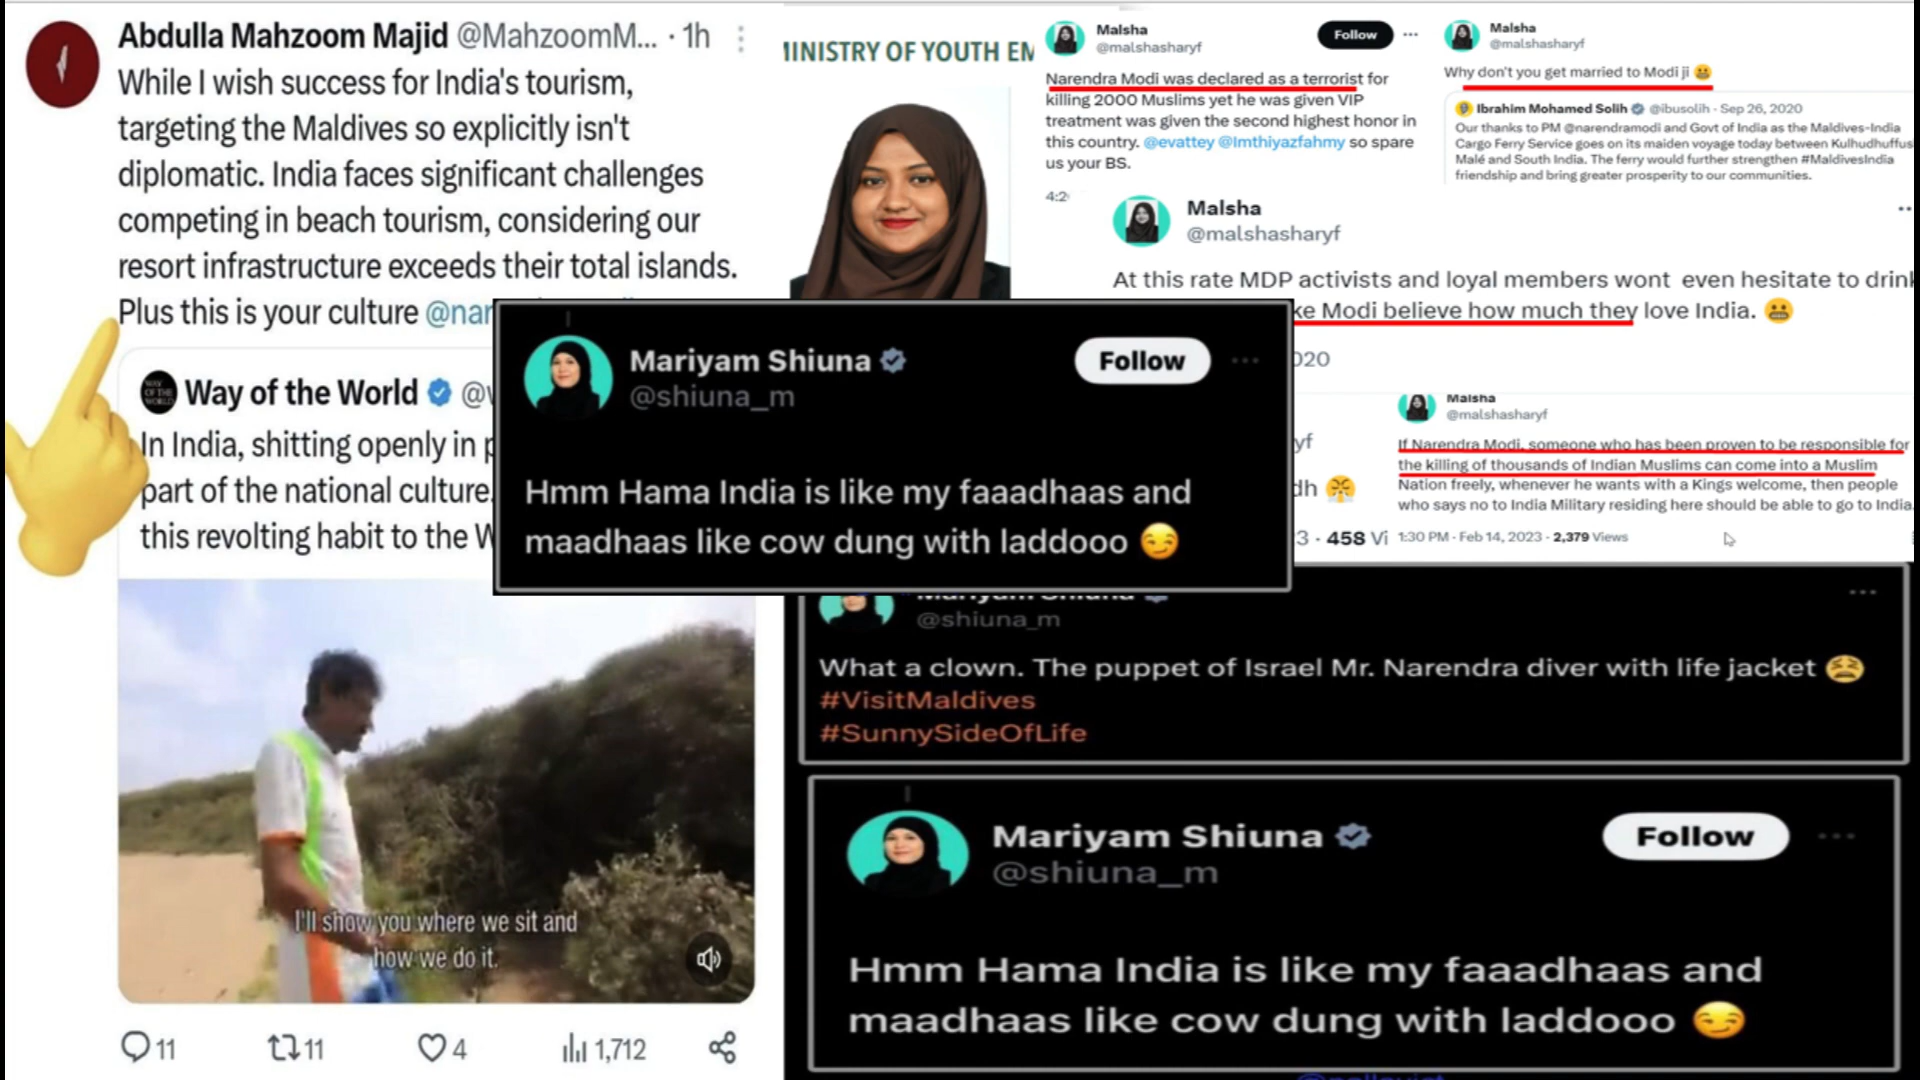 Abdulla Mahzoom Majid @MahzoomM... · 1h
While I wish success for India's tourism,
targeting the Maldives so explicitly isn't
diplomatic. India faces significant challenges
competing in beach tourism, considering our
resort infrastructure exceeds their total islands.
Plus this is your culture @nar
WAY OF THE WORLD
Way of the World @w
In India, shitting openly in p
part of the national culture.
this revolting habit to the W
I'll show you where we sit and
how we do it.
11 11 4 1,712
MINISTRY OF YOUTH EM
Malsha
@malshasharyf
Follow
Narendra Modi was declared as a terrorist for
killing 2000 Muslims yet he was given VIP
treatment was given the second highest honor in
this country. @evattey @Imthiyazfahmy so spare
us your BS.
4:2
Malsha
@malshasharyf
Why don't you get married to Modi ji 😬
Ibrahim Mohamed Solih @ibusolih · Sep 26, 2020
Our thanks to PM @narendramodi and Govt of India as the Maldives-India
Cargo Ferry Service goes on its maiden voyage today between Kulhudhuffus
Malé and South India. The ferry would further strengthen #MaldivesIndia
friendship and bring greater prosperity to our communities.
Malsha
@malshasharyf
At this rate MDP activists and loyal members wont even hesitate to drink
ke Modi believe how much they love India. 😬
020
Malsha
@malshasharyf
If Narendra Modi, someone who has been proven to be responsible for
the killing of thousands of Indian Muslims can come into a Muslim
Nation freely, whenever he wants with a Kings welcome, then people
who says no to India Military residing here should be able to go to India.
1:30 PM · Feb 14, 2023 · 2,379 Views
yf
dh 😤
3 · 458 Vi
Mariyam Shiuna
@shiuna_m
Follow
Hmm Hama India is like my faaadhaas and
maadhaas like cow dung with laddooo 😏
Mariyam Shiuna
@shiuna_m
What a clown. The puppet of Israel Mr. Narendra diver with life jacket 😫
#VisitMaldives
#SunnySideOfLife
Mariyam Shiuna
@shiuna_m
Follow
Hmm Hama India is like my faaadhaas and
maadhaas like cow dung with laddooo 😏